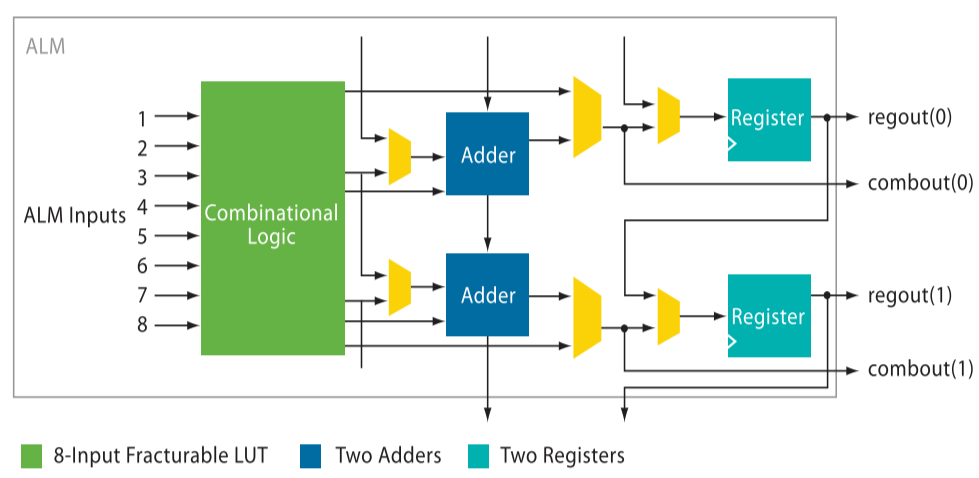 ALM
1
2
3
ALM Inputs
4
5
6
7
8
Combinational
Logic
Adder
Adder
Register
Register
regout(0)
combout(0)
regout(1)
combout(1)
8-Input Fracturable LUT
Two Adders
Two Registers